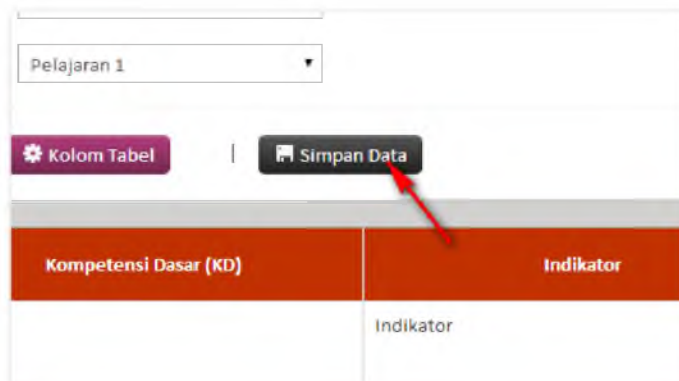 Pelajaran 1
Kolom Tabel | Simpan Data
Kompetensi Dasar (KD) Indikator
Indikator